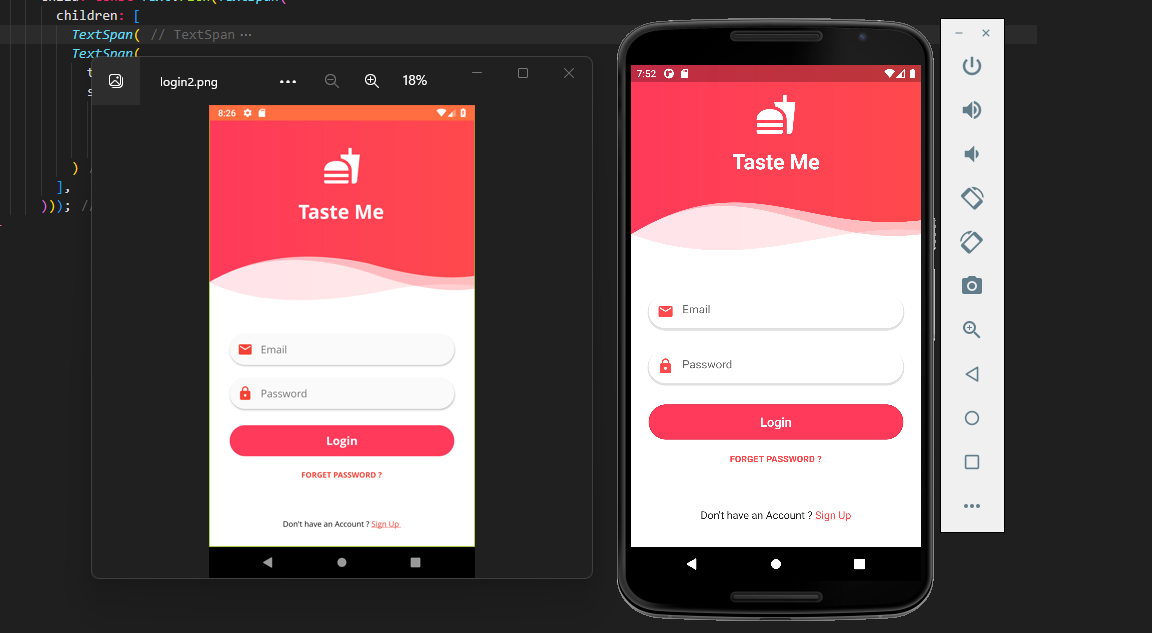 children: [
TextSpan( // TextSpan ...
TextSpan(
login2.png
18%
) /
],
))); //
8:26
Taste Me
Email
Password
Login
FORGET PASSWORD ?
Don't have an Account ? Sign Up
7:52
Taste Me
Email
Password
Login
FORGET PASSWORD ?
Don't have an Account ? Sign Up